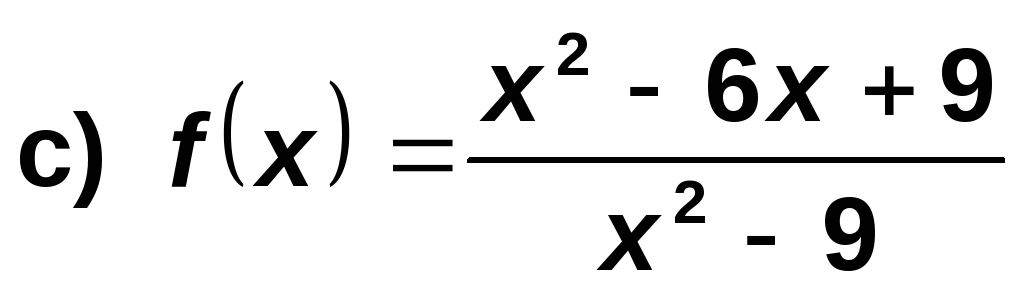 c) f(x) = (x² - 6x + 9) / (x² - 9)